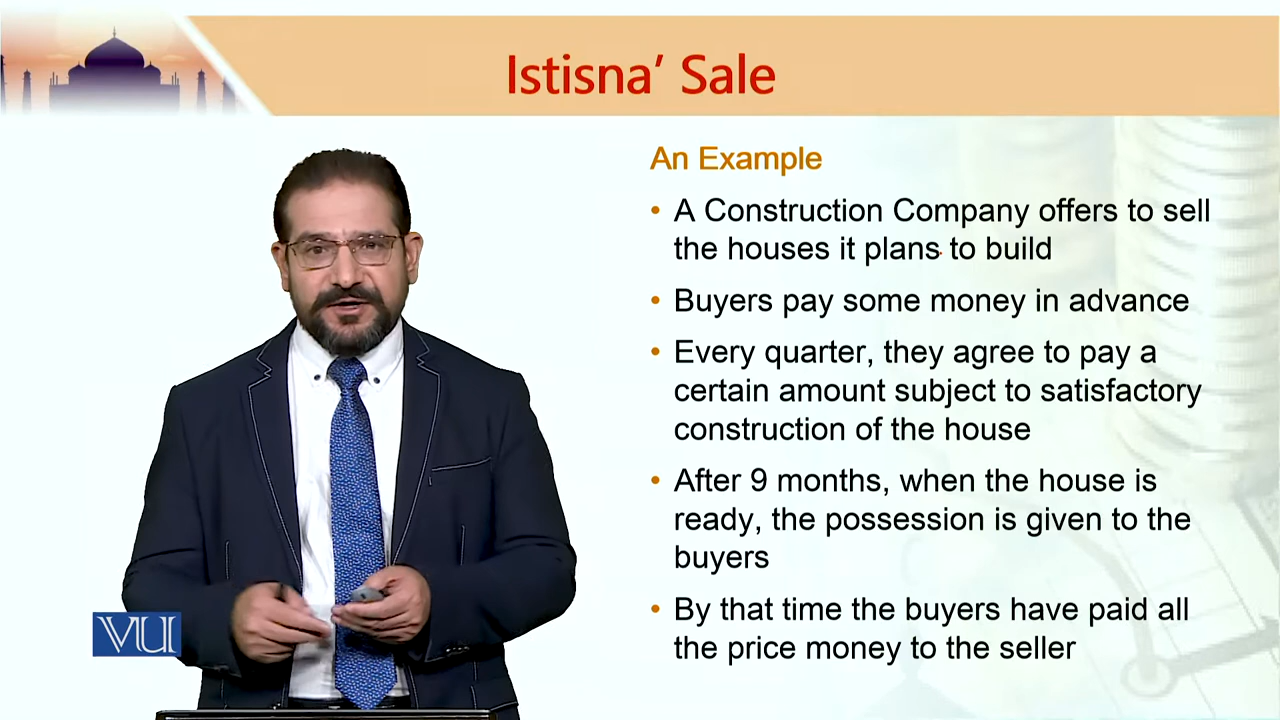 Istisna’ Sale
An Example
• A Construction Company offers to sell
the houses it plans to build
• Buyers pay some money in advance
• Every quarter, they agree to pay a
certain amount subject to satisfactory
construction of the house
• After 9 months, when the house is
ready, the possession is given to the
buyers
• By that time the buyers have paid all
the price money to the seller
VU